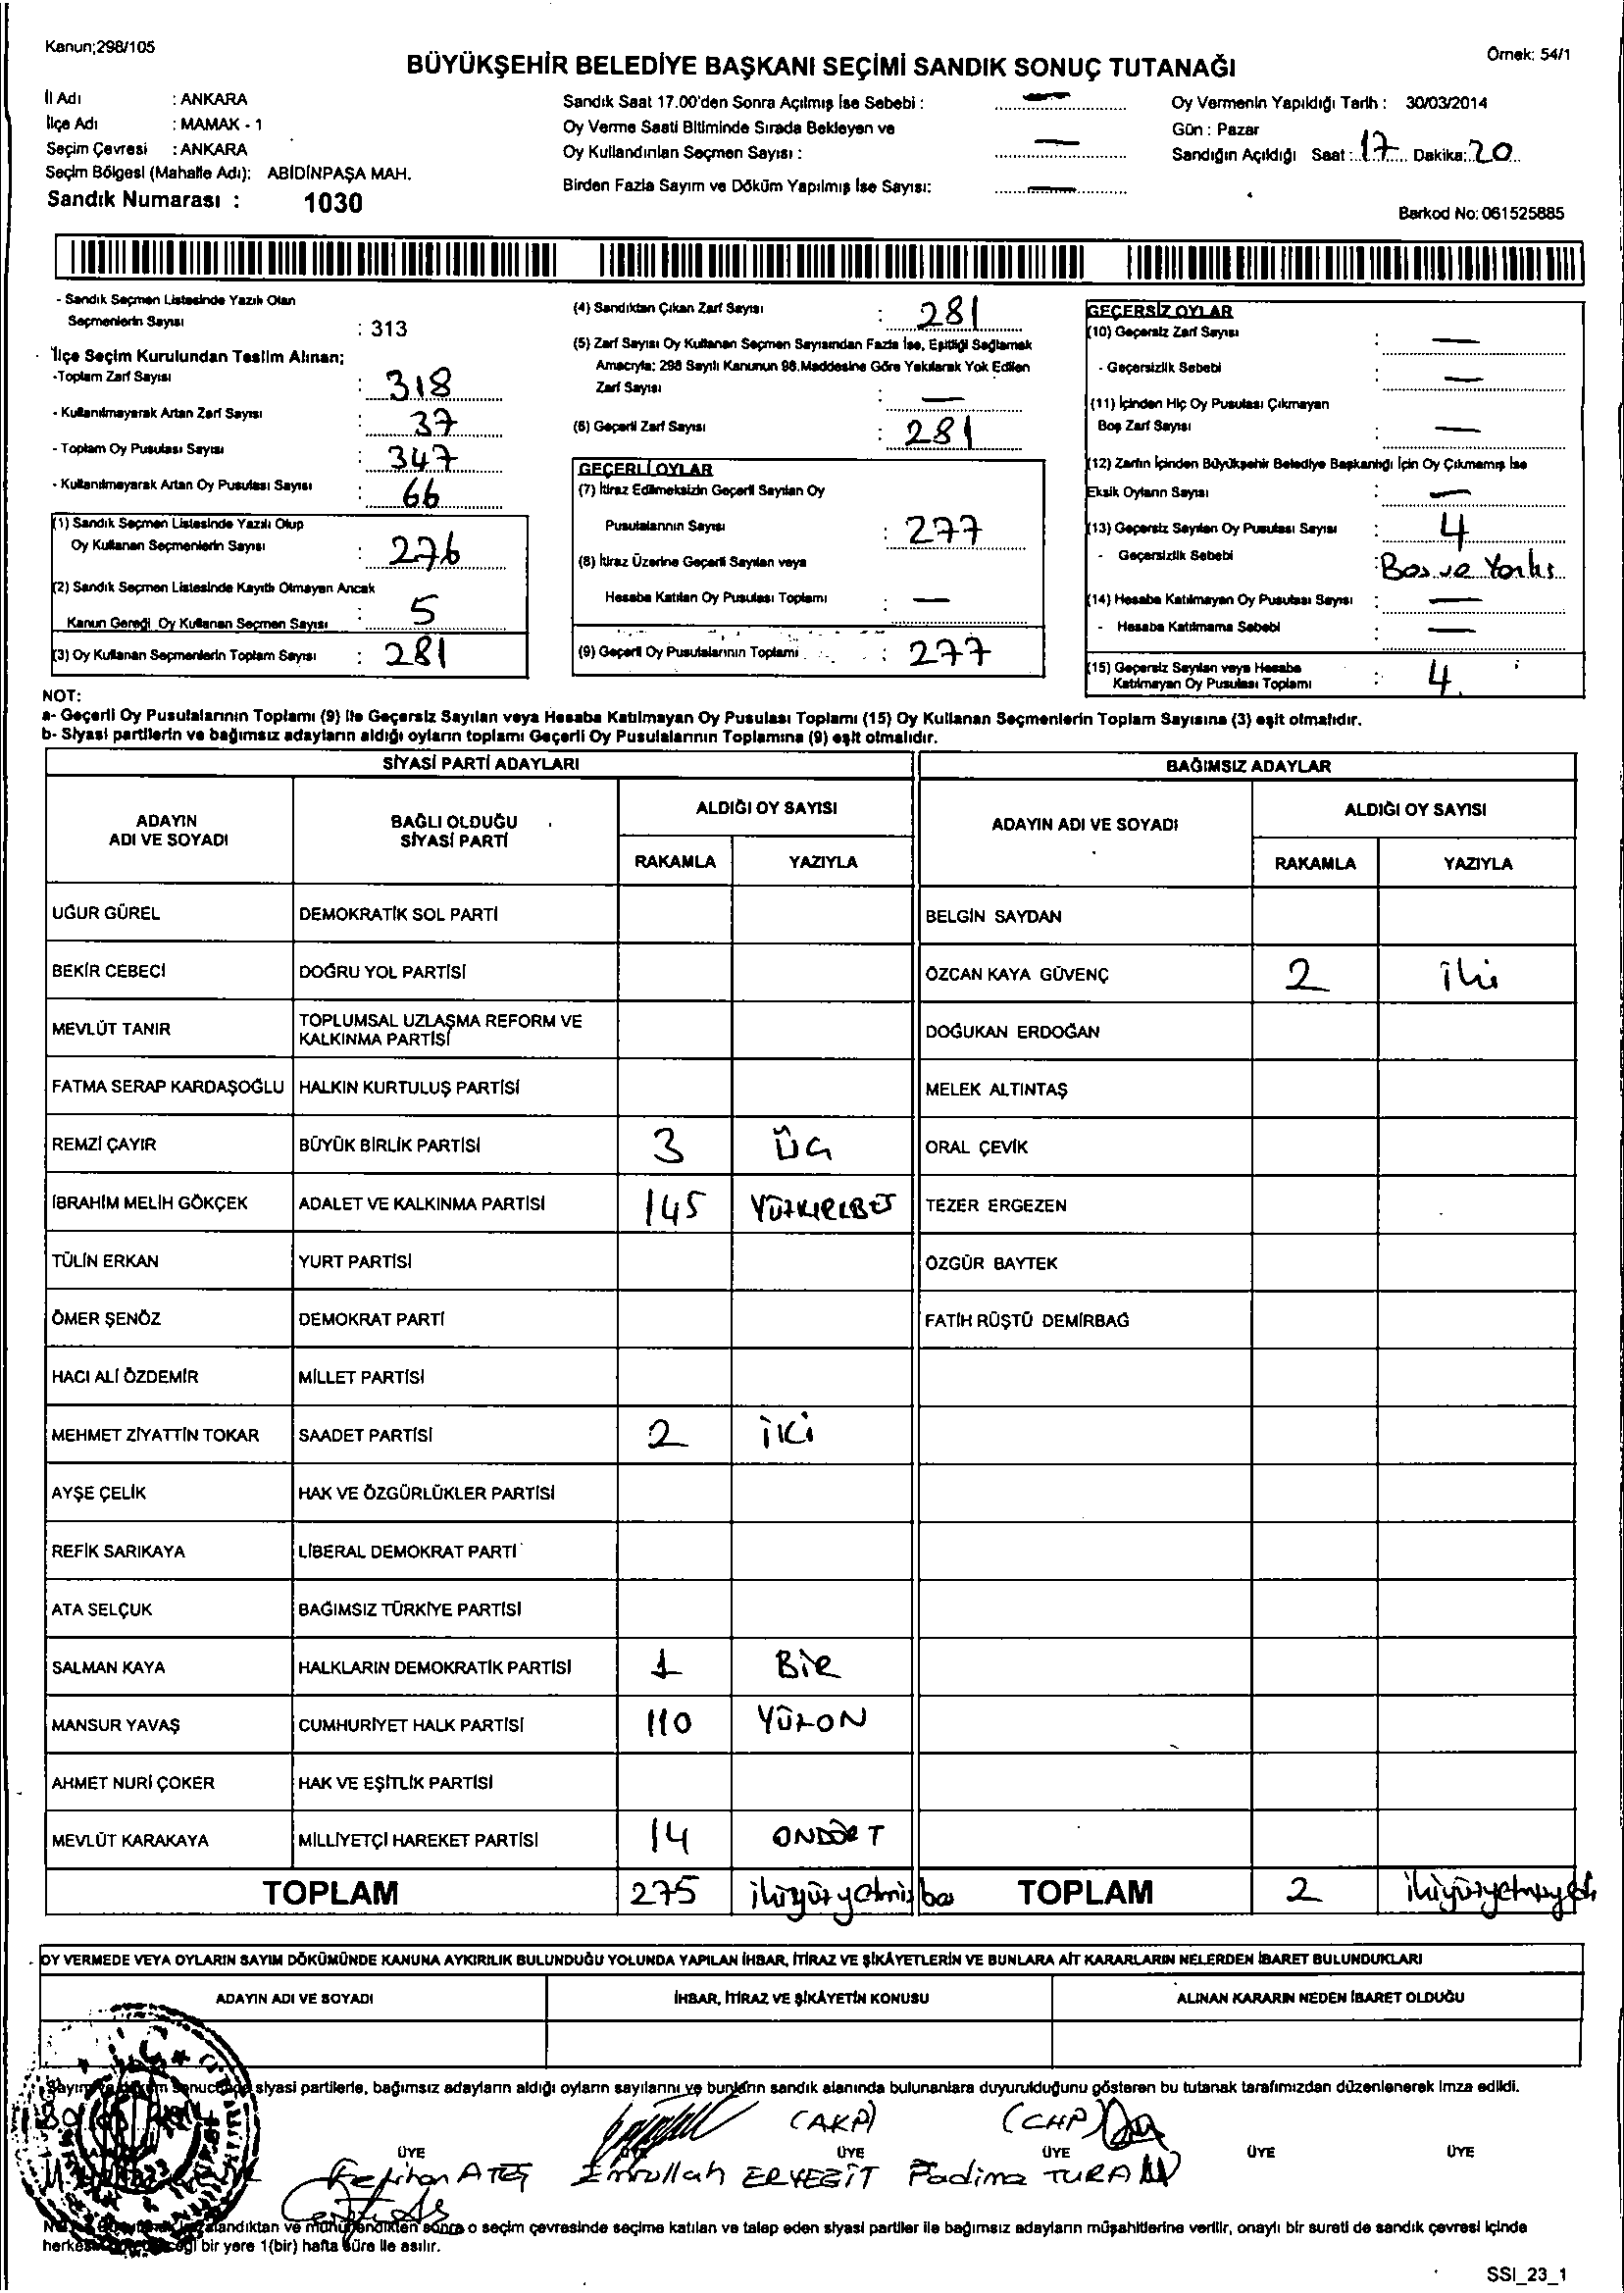 Kanun;298/105
Örnek: 54/1
BÜYÜKŞEHİR BELEDİYE BAŞKANI SEÇİMİ SANDIK SONUÇ TUTANAĞI
İl Adı : ANKARA
İlçe Adı : MAMAK - 1
Seçim Çevresi : ANKARA
Seçim Bölgesi (Mahalle Adı): ABİDİNPAŞA MAH.
Sandık Numarası : 1030
Sandık Saat 17.00'den Sonra Açılmış İse Sebebi : —
Oy Verme Saati Bitiminde Sırada Bekleyen ve
Oy Kullandırılan Seçmen Sayısı : —
Birden Fazla Sayım ve Döküm Yapılmış İse Sayısı: —
Oy Vermenin Yapıldığı Tarih : 30/03/2014
Gün : Pazar
Sandığın Açıldığı Saat : 17 Dakika: 20
Barkod No: 061525885
- Sandık Seçmen Listesinde Yazılı Olan
Seçmenlerin Sayısı : 313
İlçe Seçim Kurulundan Teslim Alınan;
-Toplam Zarf Sayısı : 318
- Kullanılmayarak Artan Zarf Sayısı : 37
- Toplam Oy Pusulası Sayısı : 347
- Kullanılmayarak Artan Oy Pusulası Sayısı : 66
(1) Sandık Seçmen Listesinde Yazılı Olup
Oy Kullanan Seçmenlerin Sayısı : 276
(2) Sandık Seçmen Listesinde Kayıtlı Olmayan Ancak
Kanun Gereği Oy Kullanan Seçmen Sayısı : 5
(3) Oy Kullanan Seçmenlerin Toplam Sayısı : 281
(4) Sandıktan Çıkan Zarf Sayısı : 281
(5) Zarf Sayısı Oy Kullanan Seçmen Sayısından Fazla İse, Eşitliği Sağlamak
Amacıyla; 298 Sayılı Kanunun 98.Maddesine Göre Yakılarak Yok Edilen
Zarf Sayısı : —
(6) Geçerli Zarf Sayısı : 281
GEÇERLİ OYLAR
(7) İtiraz Edilmeksizin Geçerli Sayılan Oy
Pusulalarının Sayısı : 277
(8) İtiraz Üzerine Geçerli Sayılan veya
Hesaba Katılan Oy Pusulası Toplamı : —
(9) Geçerli Oy Pusulalarının Toplamı : 277
GEÇERSİZ OYLAR
(10) Geçersiz Zarf Sayısı : —
- Geçersizlik Sebebi : —
(11) İçinden Hiç Oy Pusulası Çıkmayan
Boş Zarf Sayısı : —
(12) Zarfın İçinden Büyükşehir Belediye Başkanlığı İçin Oy Çıkmamış İse
Eksik Oyların Sayısı : —
(13) Geçersiz Sayılan Oy Pusulası Sayısı : 4
- Geçersizlik Sebebi : Bos ve Yanlıs
(14) Hesaba Katılmayan Oy Pusulası Sayısı : —
- Hesaba Katılmama Sebebi : —
(15) Geçersiz Sayılan veya Hesaba
Katılmayan Oy Pusulası Toplamı : 4
NOT:
a- Geçerli Oy Pusulalarının Toplamı (9) ile Geçersiz Sayılan veya Hesaba Katılmayan Oy Pusulası Toplamı (15) Oy Kullanan Seçmenlerin Toplam Sayısına (3) eşit olmalıdır.
b- Siyasi partilerin ve bağımsız adayların aldığı oyların toplamı Geçerli Oy Pusulalarının Toplamına (9) eşit olmalıdır.
SİYASİ PARTİ ADAYLARI BAĞIMSIZ ADAYLAR
ADAYIN ADI VE SOYADI BAĞLI OLDUĞU SİYASİ PARTİ ALDIĞI OY SAYISI ADAYIN ADI VE SOYADI ALDIĞI OY SAYISI
RAKAMLA YAZIYLA RAKAMLA YAZIYLA
UĞUR GÜREL DEMOKRATİK SOL PARTİ BELGİN SAYDAN
BEKİR CEBECİ DOĞRU YOL PARTİSİ ÖZCAN KAYA GÜVENÇ 2 iki
MEVLÜT TANIR TOPLUMSAL UZLAŞMA REFORM VE KALKINMA PARTİSİ DOĞUKAN ERDOĞAN
FATMA SERAP KARDAŞOĞLU HALKIN KURTULUŞ PARTİSİ MELEK ALTINTAŞ
REMZİ ÇAYIR BÜYÜK BİRLİK PARTİSİ 3 ÜÇ ORAL ÇEVİK
İBRAHİM MELİH GÖKÇEK ADALET VE KALKINMA PARTİSİ 145 YÜZKIRKBEŞ TEZER ERGEZEN
TÜLİN ERKAN YURT PARTİSİ ÖZGÜR BAYTEK
ÖMER ŞENÖZ DEMOKRAT PARTİ FATİH RÜŞTÜ DEMİRBAĞ
HACI ALİ ÖZDEMİR MİLLET PARTİSİ
MEHMET ZİYATTİN TOKAR SAADET PARTİSİ 2 İKİ
AYŞE ÇELİK HAK VE ÖZGÜRLÜKLER PARTİSİ
REFİK SARIKAYA LİBERAL DEMOKRAT PARTİ
ATA SELÇUK BAĞIMSIZ TÜRKİYE PARTİSİ
SALMAN KAYA HALKLARIN DEMOKRATİK PARTİSİ 1 BİR
MANSUR YAVAŞ CUMHURİYET HALK PARTİSİ 110 YÜZON
AHMET NURİ ÇOKER HAK VE EŞİTLİK PARTİSİ
MEVLÜT KARAKAYA MİLLİYETÇİ HAREKET PARTİSİ 14 ONDÖRT
TOPLAM 275 ikiyüzyetmişbeş TOPLAM 2 ikiyüzyetmişyedi
OY VERMEDE VEYA OYLARIN SAYIM DÖKÜMÜNDE KANUNA AYKIRILIK BULUNDUĞU YOLUNDA YAPILAN İHBAR, İTİRAZ VE ŞİKÂYETLERİN VE BUNLARA AİT KARARLARIN NELERDEN İBARET BULUNDUKLARI
ADAYIN ADI VE SOYADI İHBAR, İTİRAZ VE ŞİKÂYETİN KONUSU ALINAN KARARIN NEDEN İBARET OLDUĞU
siyasi partilerle, bağımsız adayların aldığı oyların sayılarını ve bunların sandık alanında bulunanlara duyurulduğunu gösteren bu tutanak tarafımızdan düzenlenerek imza edildi.
(AKP) (CHP)
ÜYE ÜYE ÜYE ÜYE ÜYE
ATEŞ Emrullah ERYEĞİT Fadime TURAN
o seçim çevresinde seçime katılan ve talep eden siyasi partiler ile bağımsız adayların müşahitlerine verilir, onaylı bir sureti de sandık çevresi içinde
bir yere 1(bir) hafta süre ile asılır.
SSI_23_1